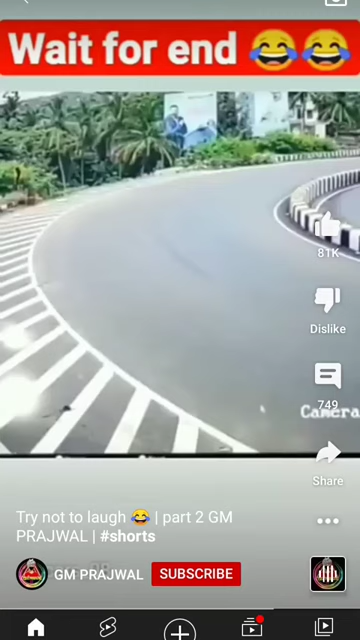 Wait for end 😂😂
81K
Dislike
749
Camera
Share
Try not to laugh 😂 | part 2 GM
PRAJWAL | #shorts
GM PRAJWAL SUBSCRIBE